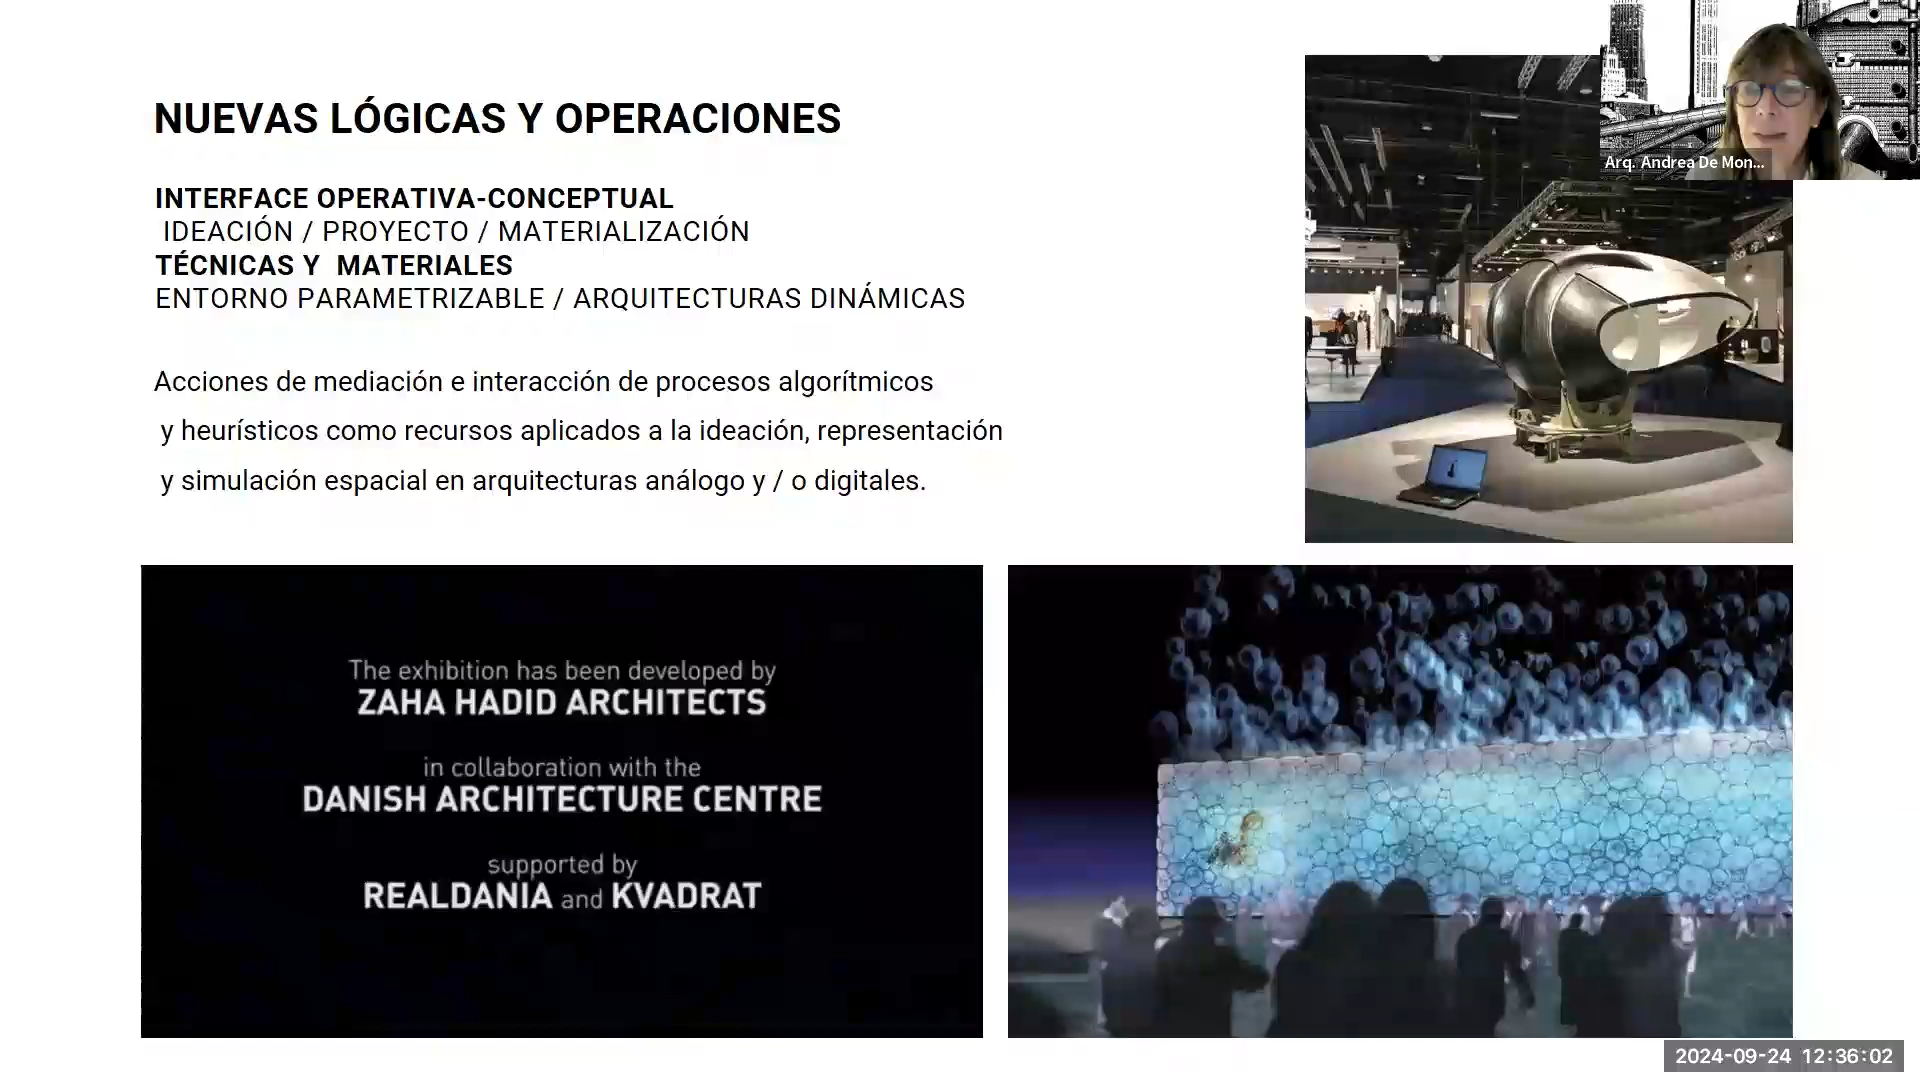 NUEVAS LÓGICAS Y OPERACIONES
INTERFACE OPERATIVA-CONCEPTUAL
IDEACIÓN / PROYECTO / MATERIALIZACIÓN
TÉCNICAS Y MATERIALES
ENTORNO PARAMETRIZABLE / ARQUITECTURAS DINÁMICAS
Acciones de mediación e interacción de procesos algorítmicos
y heurísticos como recursos aplicados a la ideación, representación
y simulación espacial en arquitecturas análogo y / o digitales.
Arq. Andrea De Mon...
The exhibition has been developed by
ZAHA HADID ARCHITECTS
in collaboration with the
DANISH ARCHITECTURE CENTRE
supported by
REALDANIA and KVADRAT
2024-09-24 12:36:02